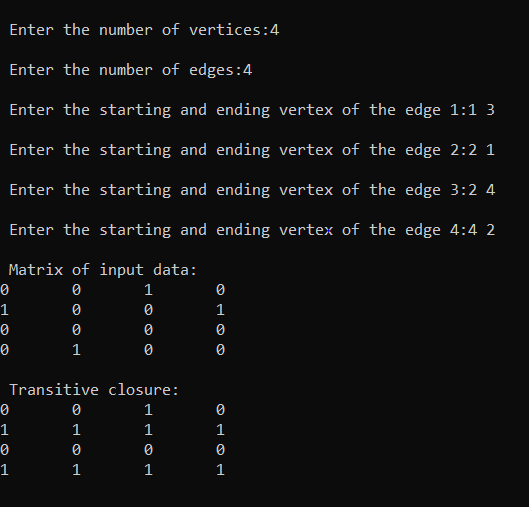 Enter the number of vertices:4
Enter the number of edges:4
Enter the starting and ending vertex of the edge 1:1 3
Enter the starting and ending vertex of the edge 2:2 1
Enter the starting and ending vertex of the edge 3:2 4
Enter the starting and ending vertex of the edge 4:4 2
Matrix of input data:
0 0 1 0
1 0 0 1
0 0 0 0
0 1 0 0
Transitive closure:
0 0 1 0
1 1 1 1
0 0 0 0
1 1 1 1